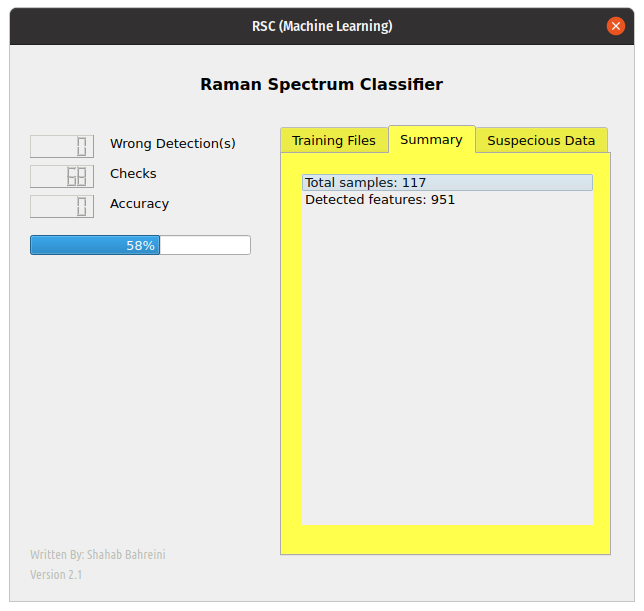 RSC (Machine Learning)
Raman Spectrum Classifier
0 Wrong Detection(s)
68 Checks
0 Accuracy
58%
Training Files Summary Suspecious Data
Total samples: 117
Detected features: 951
Written By: Shahab Bahreini
Version 2.1